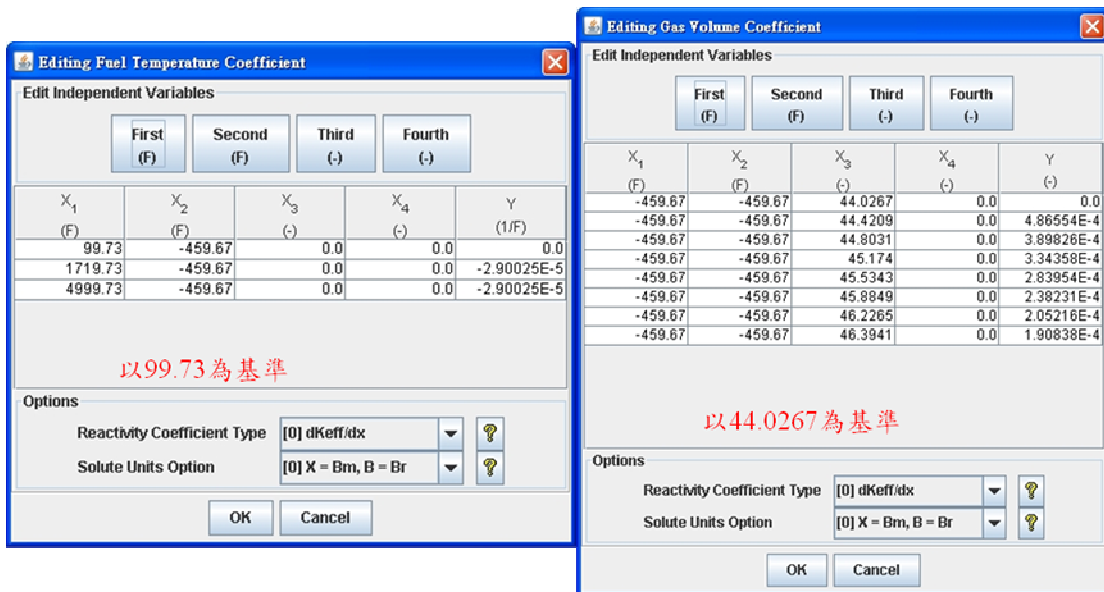 Editing Fuel Temperature Coefficient
Edit Independent Variables
First Second Third Fourth
(F) (F) (-) (-)
X1 X2 X3 X4 Y
(F) (F) (-) (-) (1/F)
99.73 -459.67 0.0 0.0 0.0
1719.73 -459.67 0.0 0.0 -2.90025E-5
4999.73 -459.67 0.0 0.0 -2.90025E-5
以99.73為基準
Options
Reactivity Coefficient Type [0] dKeff/dx ?
Solute Units Option [0] X = Bm, B = Br ?
OK Cancel
Editing Gas Volume Coefficient
Edit Independent Variables
First Second Third Fourth
(F) (F) (-) (-)
X1 X2 X3 X4 Y
(F) (F) (-) (-) (-)
-459.67 -459.67 44.0267 0.0 0.0
-459.67 -459.67 44.4209 0.0 4.86554E-4
-459.67 -459.67 44.8031 0.0 3.89826E-4
-459.67 -459.67 45.174 0.0 3.34358E-4
-459.67 -459.67 45.5343 0.0 2.83954E-4
-459.67 -459.67 45.8849 0.0 2.38231E-4
-459.67 -459.67 46.2265 0.0 2.05216E-4
-459.67 -459.67 46.3941 0.0 1.90838E-4
以44.0267為基準
Options
Reactivity Coefficient Type [0] dKeff/dx ?
Solute Units Option [0] X = Bm, B = Br ?
OK Cancel